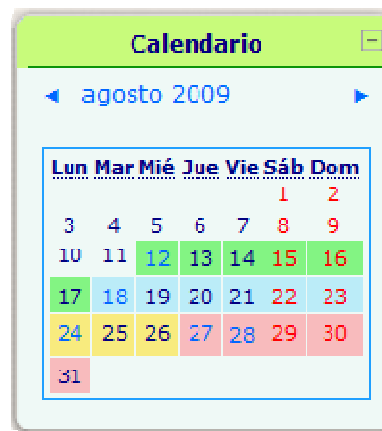 Calendario
◄ agosto 2009 ►
Lun Mar Mié Jue Vie Sáb Dom
1 2
3 4 5 6 7 8 9
10 11 12 13 14 15 16
17 18 19 20 21 22 23
24 25 26 27 28 29 30
31